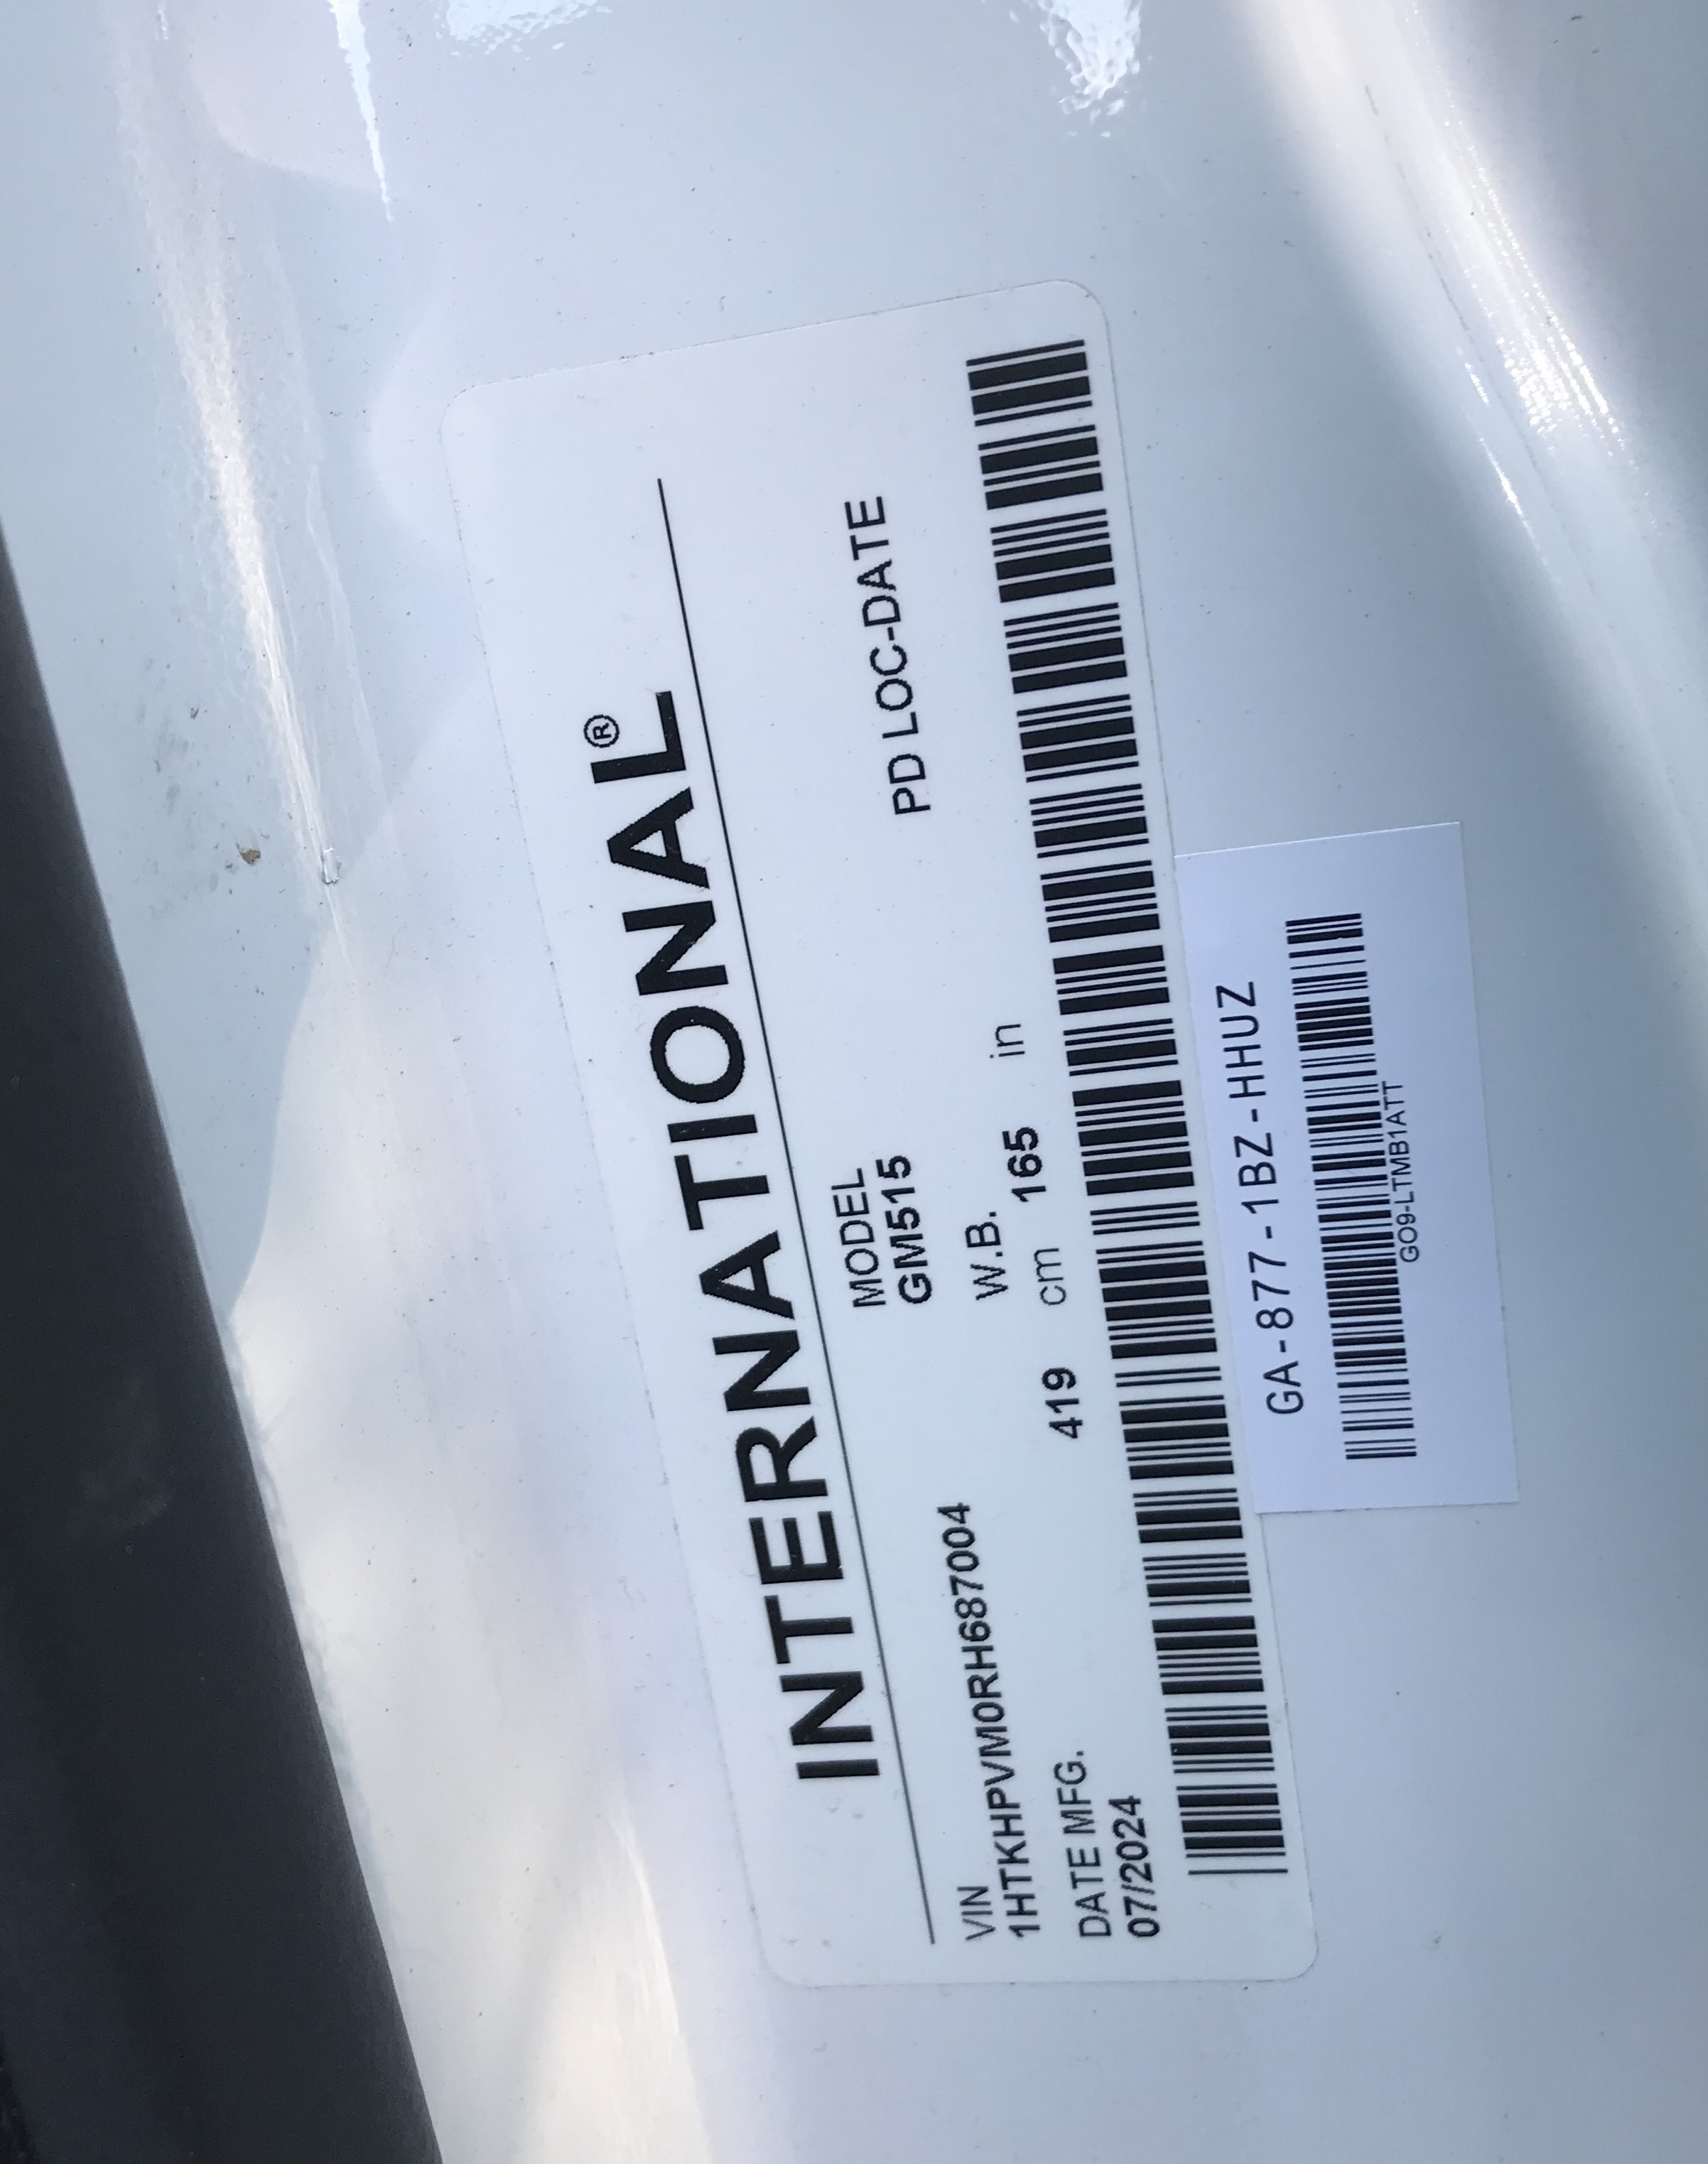 INTERNATIONAL®
VIN
1HTKHPVM0RH687004
MODEL
GM515
PD LOC-DATE
DATE MFG.
07/2024
W.B.
419 cm 165 in
GA-877-1BZ-HHUZ
GO9-LTMB1ATT